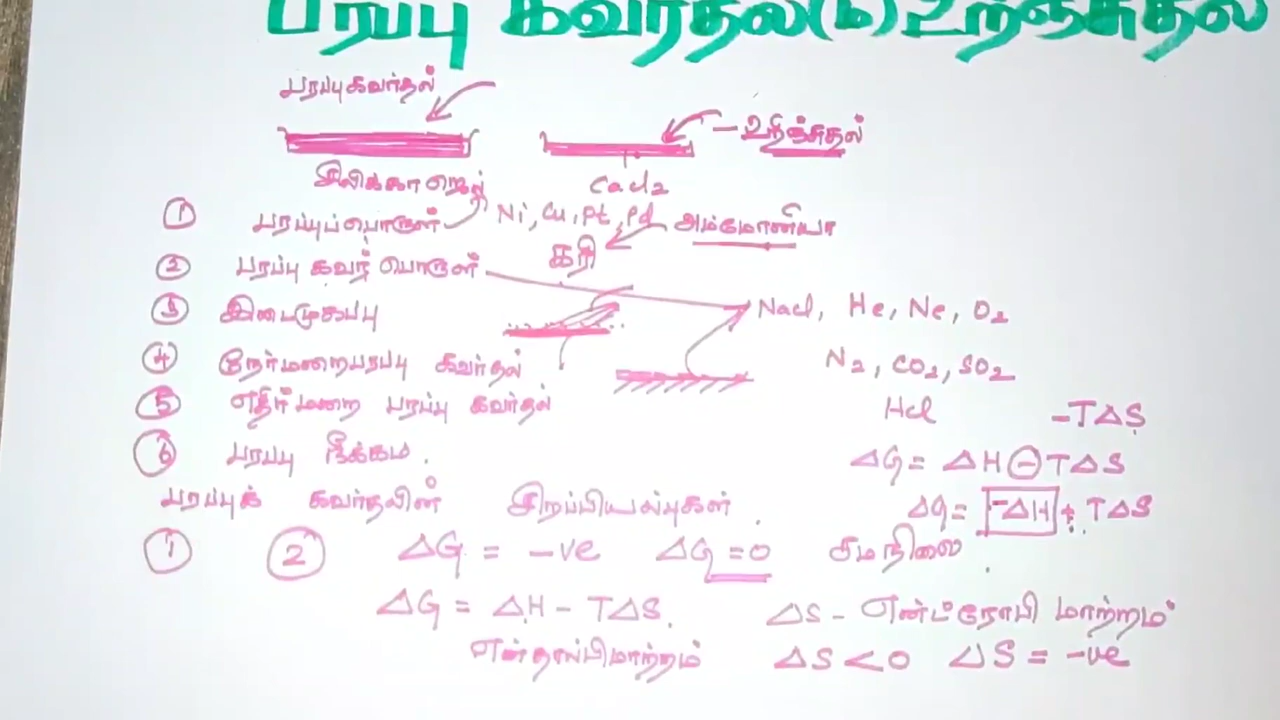 பரப்பு கவர்தல்(ம)உறிஞ்சுதல்
பரப்புகவர்தல்
- உறிஞ்சுதல்
சிலிக்கா ஜெல் CaCl2
① பரப்புப்பொருள் Ni, Cu, Pt, Pd அம்மோனியா
② பரப்பு கவர் பொருள் கரி
③ இடைமுகப்பு NaCl, He, Ne, O2
④ நேர்மறைபரப்பு கவர்தல் N2, CO2, SO2
⑤ எதிர்மறை பரப்பு கவர்தல் HCl -TΔS
⑥ பரப்பு நீக்கம். ΔG = ΔH - TΔS
பரப்புக் கவர்தலின் சிறப்பியல்புகள். ΔG = -ΔH + TΔS
① ② ΔG = -ve ΔG = 0 சமநிலை.
ΔG = ΔH - TΔS. ΔS - என்ட்ரோபி மாற்றம்
என்தால்பிமாற்றம் ΔS < 0 ΔS = -ve